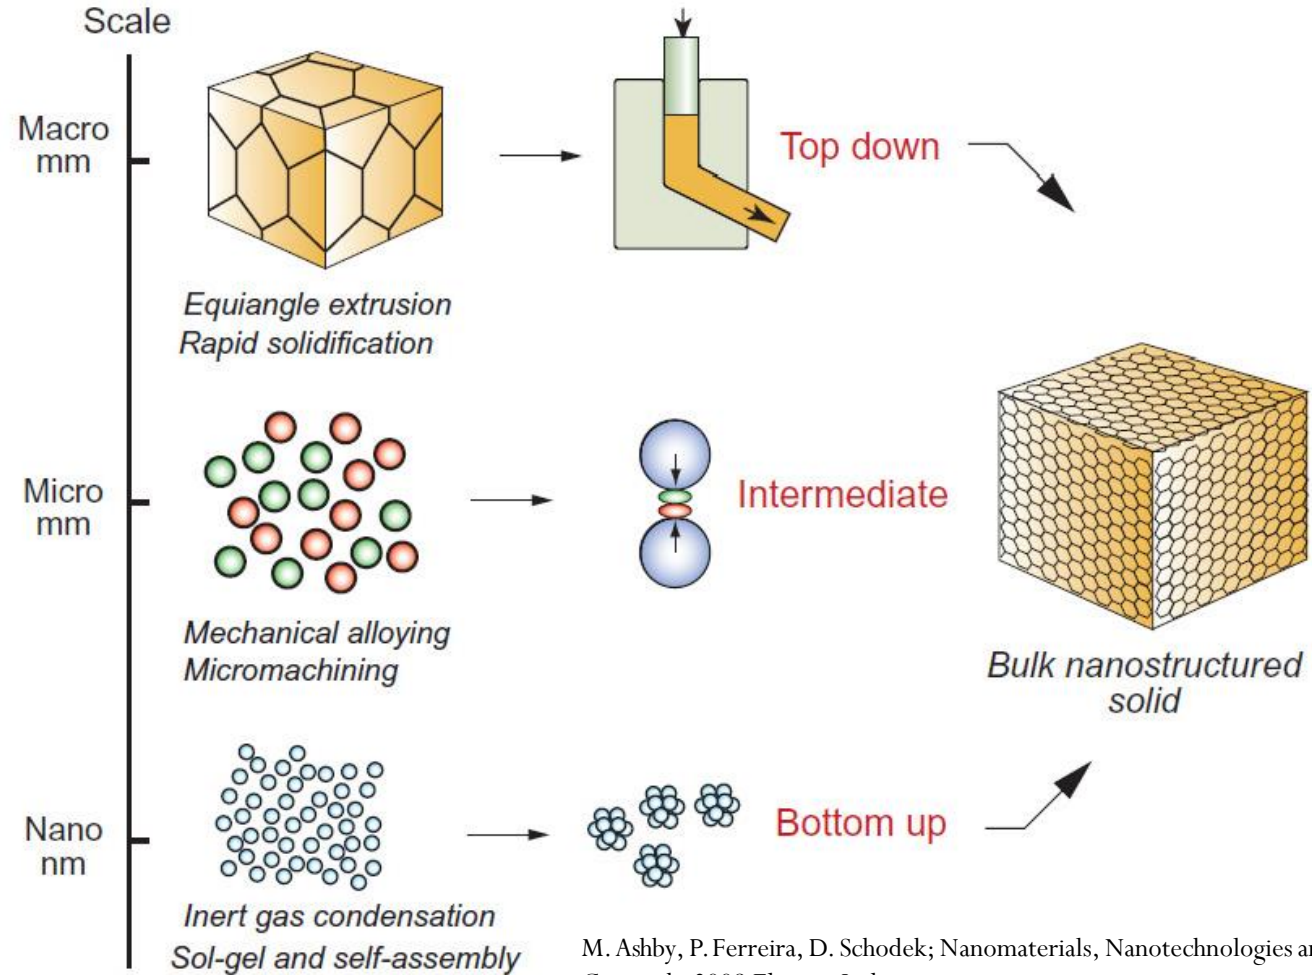 Scale
Macro
mm
Top down
Equiangle extrusion
Rapid solidification
Micro
mm
Intermediate
Mechanical alloying
Micromachining
Bulk nanostructured
solid
Nano
nm
Bottom up
Inert gas condensation
Sol-gel and self-assembly
M. Ashby, P. Ferreira, D. Schodek; Nanomaterials, Nanotechnologies